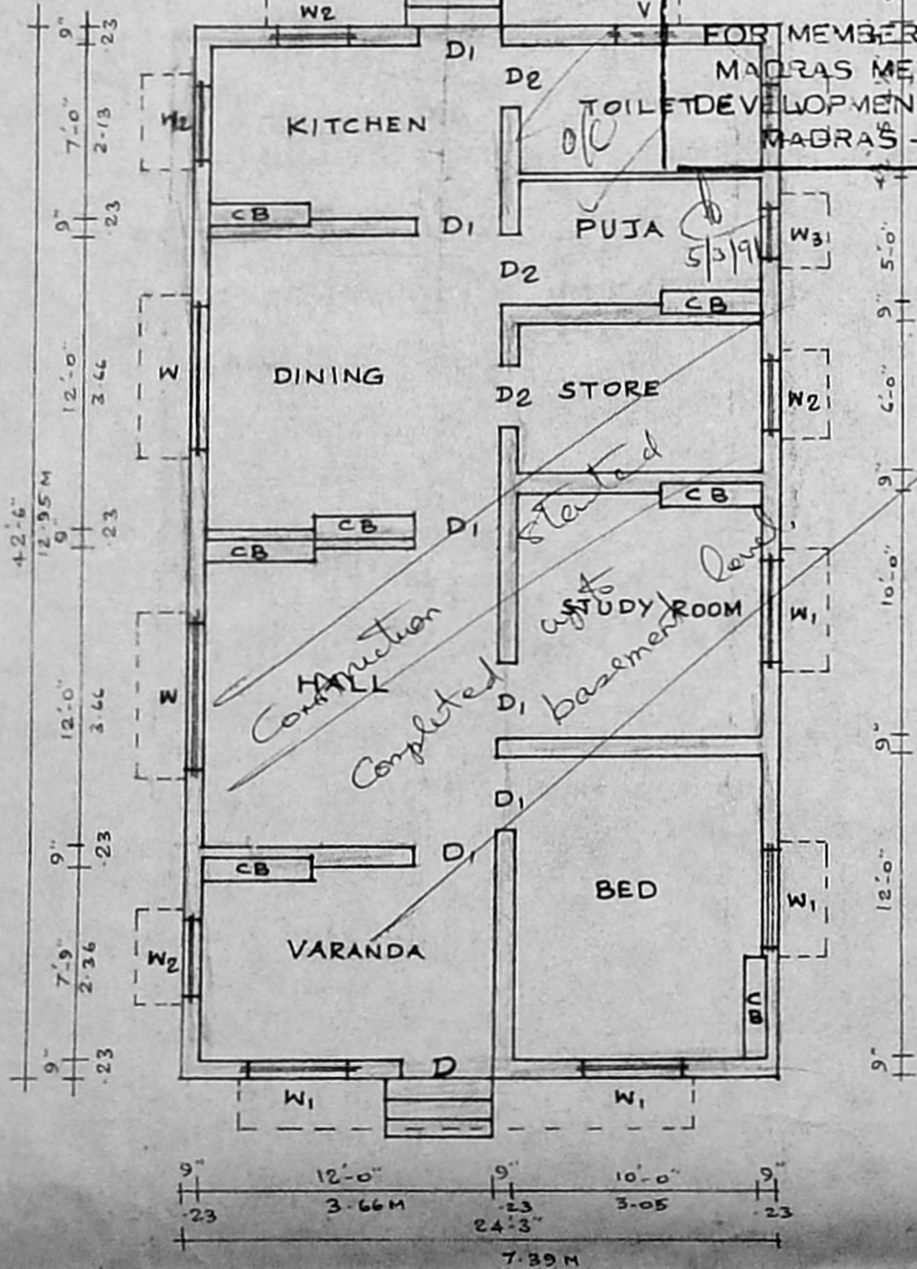 W2
V
D1
FOR MEMBER
D2
MADRAS ME
W2
KITCHEN
TOILET DEVELOPMEN
O/C
MADRAS -
CB
D1
PUJA
5/3/91
W3
D2
CB
W
DINING
D2
STORE
W2
started
CB
CB
D1
CB
level
upto
STUDY ROOM
W1
basement
W
HALL
Construction
Completed
D1
D1
D1
CB
BED
W1
VARANDA
W2
CB
D
W1
W1
9"
.23
7'-0"
2.13
9"
.23
12'-0"
3.66
9"
.23
12'-0"
3.66
9"
.23
7'-9"
2.36
9"
.23
42'-6"
12.95 M
5'-0"
9"
6'-0"
9"
10'-0"
9"
12'-0"
9"
9" 12'-0" 9" 10'-0" 9"
.23 3.66 M .23 3.05 .23
24'-3"
7.39 M